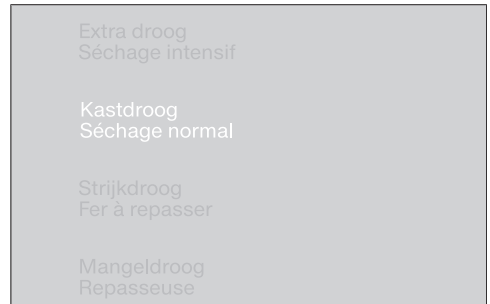 Extra droog
Séchage intensif
Kastdroog
Séchage normal
Strijkdroog
Fer à repasser
Mangeldroog
Repasseuse